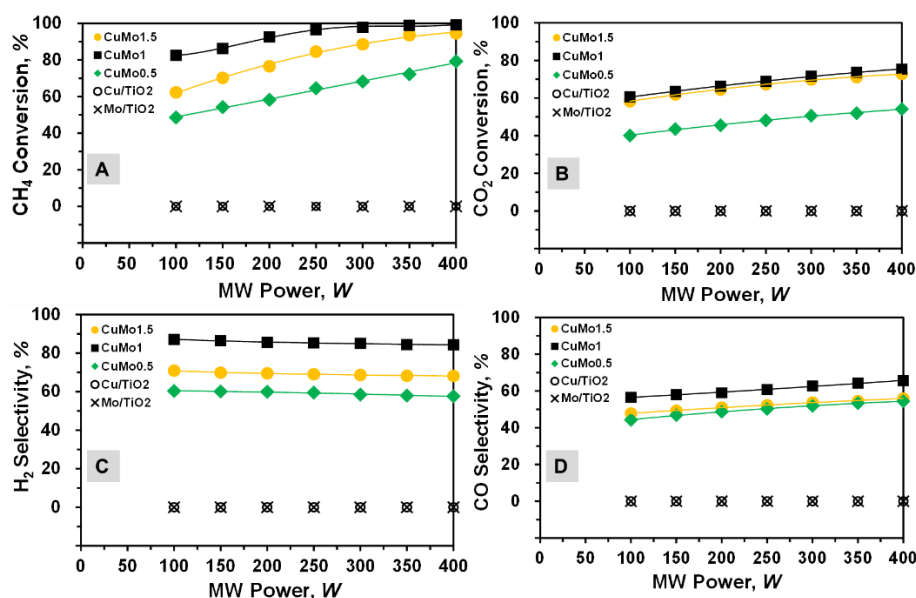 CH4 Conversion, %
100
80
60
40
20
0
CuMo1.5
CuMo1
CuMo0.5
Cu/TiO2
Mo/TiO2
A
0 50 100 150 200 250 300 350 400
MW Power, W
CO2 Conversion, %
100
80
60
40
20
0
CuMo1.5
CuMo1
CuMo0.5
Cu/TiO2
Mo/TiO2
B
0 50 100 150 200 250 300 350 400
MW Power, W
H2 Selectivity, %
100
80
60
40
20
0
CuMo1.5
CuMo1
CuMo0.5
Cu/TiO2
Mo/TiO2
C
0 50 100 150 200 250 300 350 400
MW Power, W
CO Selectivity, %
100
80
60
40
20
0
CuMo1.5
CuMo1
CuMo0.5
Cu/TiO2
Mo/TiO2
D
0 50 100 150 200 250 300 350 400
MW Power, W